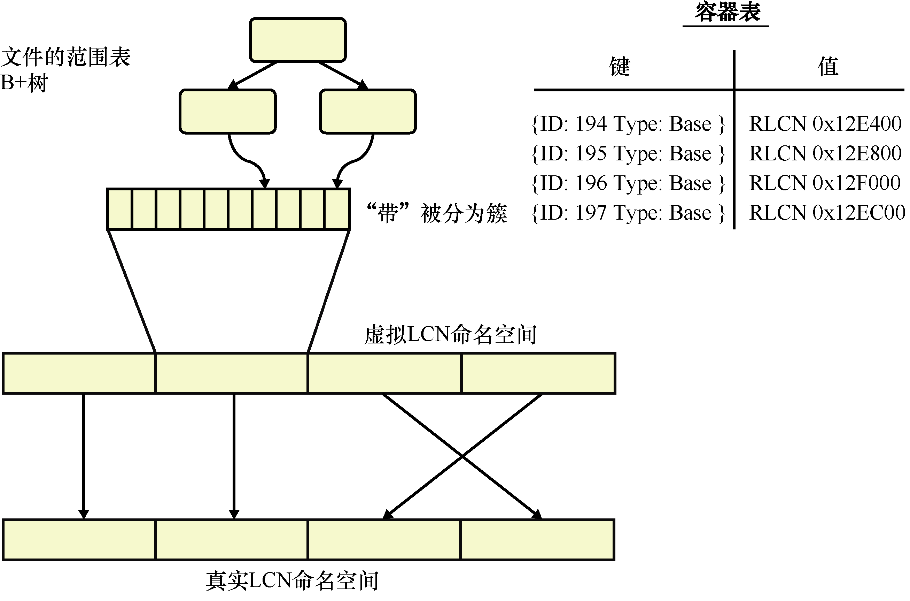 容器表
文件的范围表
B+树
键 值
{ID: 194 Type: Base } RLCN 0x12E400
{ID: 195 Type: Base } RLCN 0x12E800
{ID: 196 Type: Base } RLCN 0x12F000
{ID: 197 Type: Base } RLCN 0x12EC00
“带”被分为簇
虚拟LCN命名空间
真实LCN命名空间